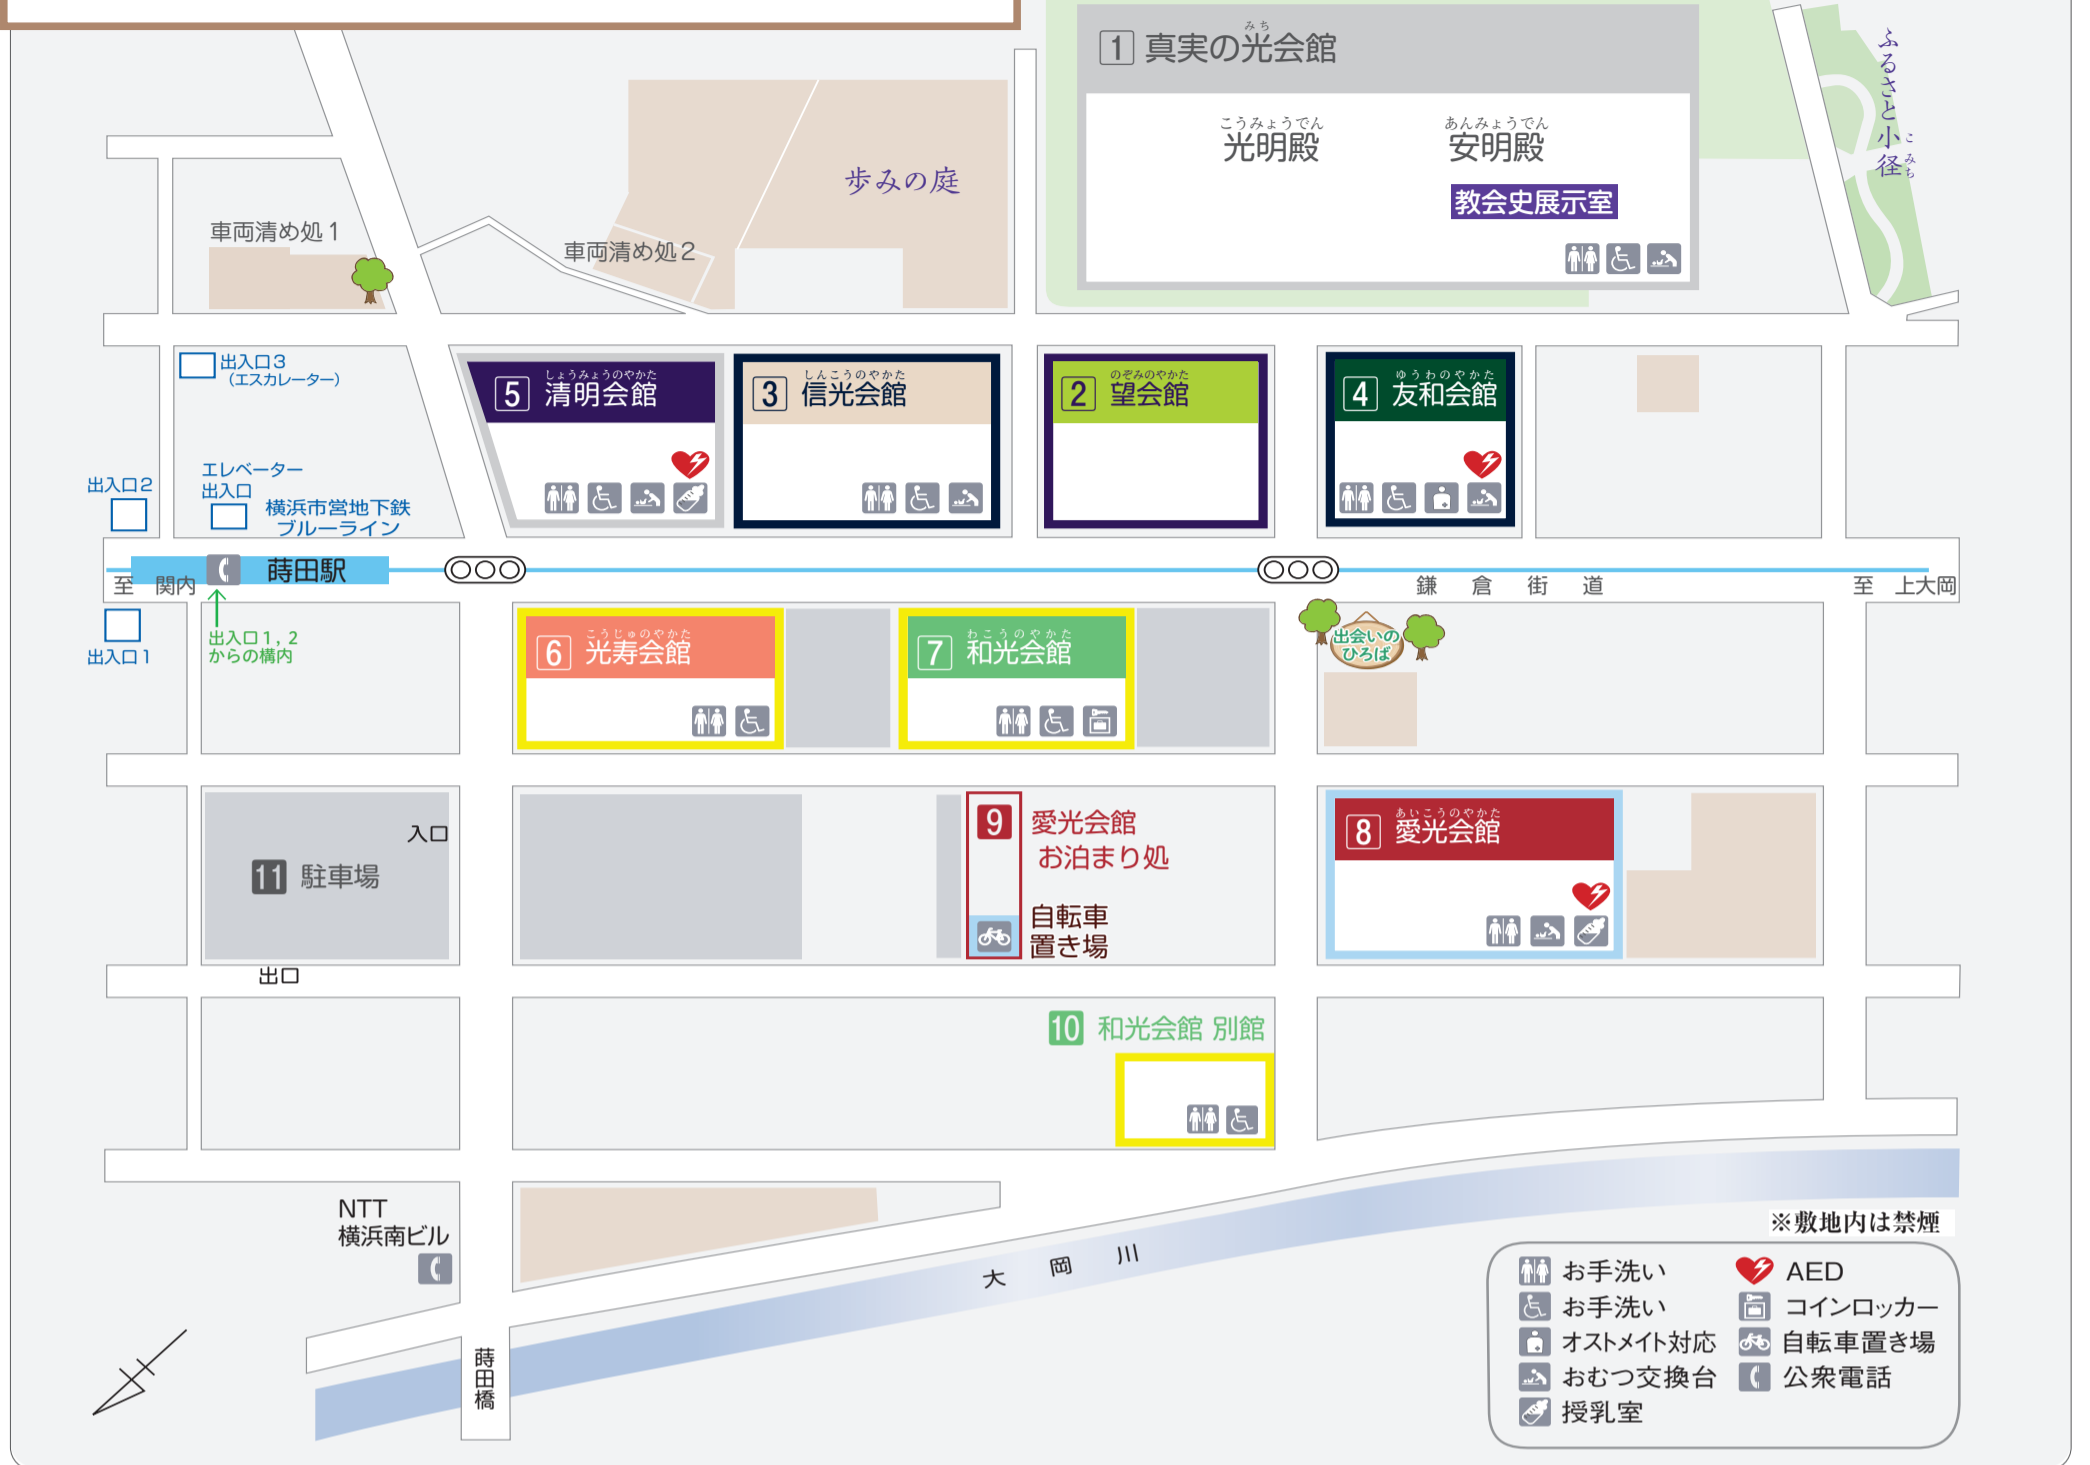 1 真実の光会館
みち
光明殿
こうみょうでん
安明殿
あんみょうでん
教会史展示室
ふるさと小径
こみち
歩みの庭
車両清め処1
車両清め処2
出入口3
(エスカレーター)
出入口2
エレベーター
出入口
横浜市営地下鉄
ブルーライン
5 清明会館
しょうみょうのやかた
3 信光会館
しんこうのやかた
2 望会館
のぞみのやかた
4 友和会館
ゆうわのやかた
蒔田駅
至 関内
鎌倉街道
至 上大岡
出入口1
出入口1, 2
からの構内
6 光寿会館
こうじゅのやかた
7 和光会館
わこうのやかた
出会いの
ひろば
11 駐車場
入口
出口
9 愛光会館
お泊まり処
自転車
置き場
8 愛光会館
あいこうのやかた
10 和光会館 別館
NTT
横浜南ビル
大岡川
蒔田橋
※敷地内は禁煙
お手洗い
お手洗い
オストメイト対応
おむつ交換台
授乳室
AED
コインロッカー
自転車置き場
公衆電話